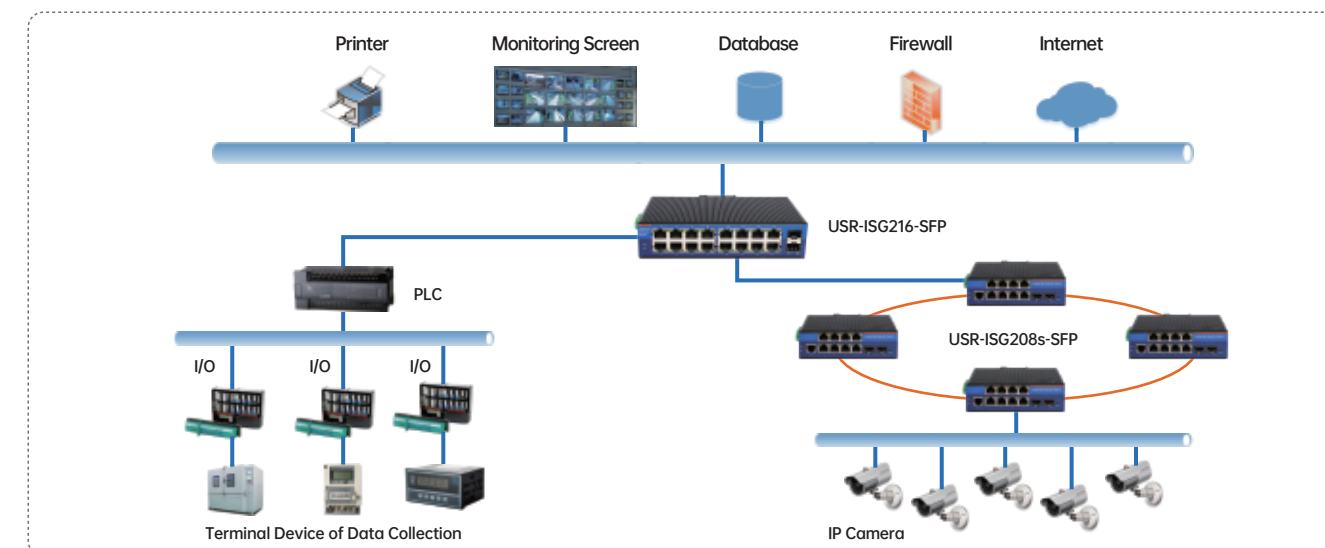 Printer
Monitoring Screen
Database
Firewall
Internet
USR-ISG216-SFP
PLC
USR-ISG208s-SFP
I/O
I/O
I/O
Terminal Device of Data Collection
IP Camera